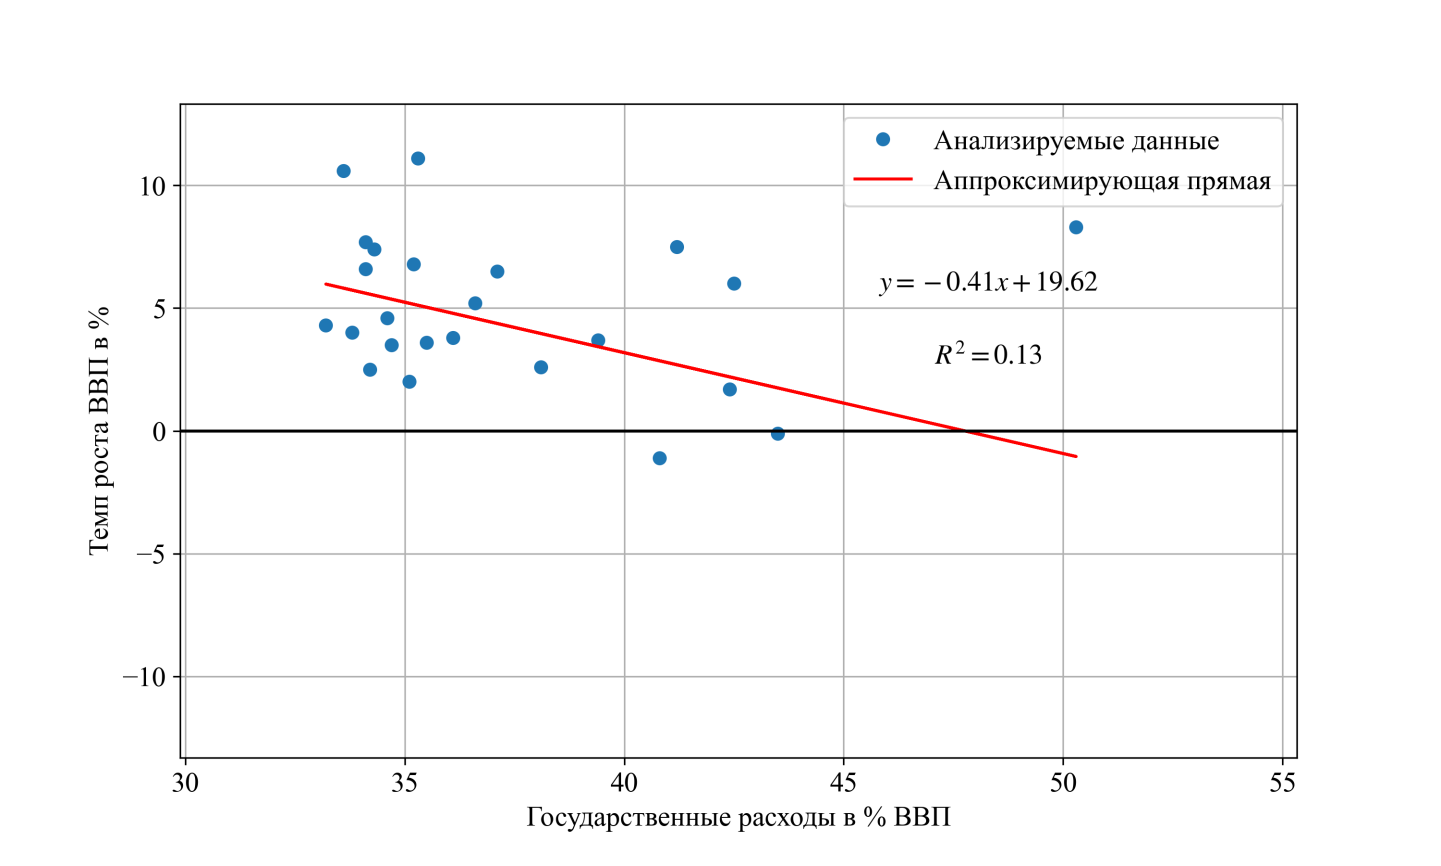 Анализируемые данные
Аппроксимирующая прямая
y = −0.41x + 19.62
R² = 0.13
10
5
0
−5
−10
Темп роста ВВП в %
30 35 40 45 50 55
Государственные расходы в % ВВП